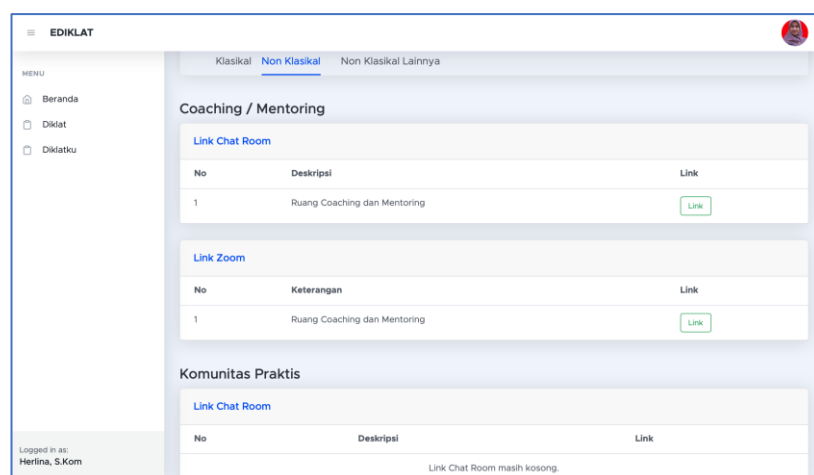 EDIKLAT
MENU
Beranda
Diklat
Diklatku
Logged in as:
Herlina, S.Kom
Klasikal Non Klasikal Non Klasikal Lainnya
Coaching / Mentoring
Link Chat Room
No Deskripsi Link
1 Ruang Coaching dan Mentoring Link
Link Zoom
No Keterangan Link
1 Ruang Coaching dan Mentoring Link
Komunitas Praktis
Link Chat Room
No Deskripsi Link
Link Chat Room masih kosong.